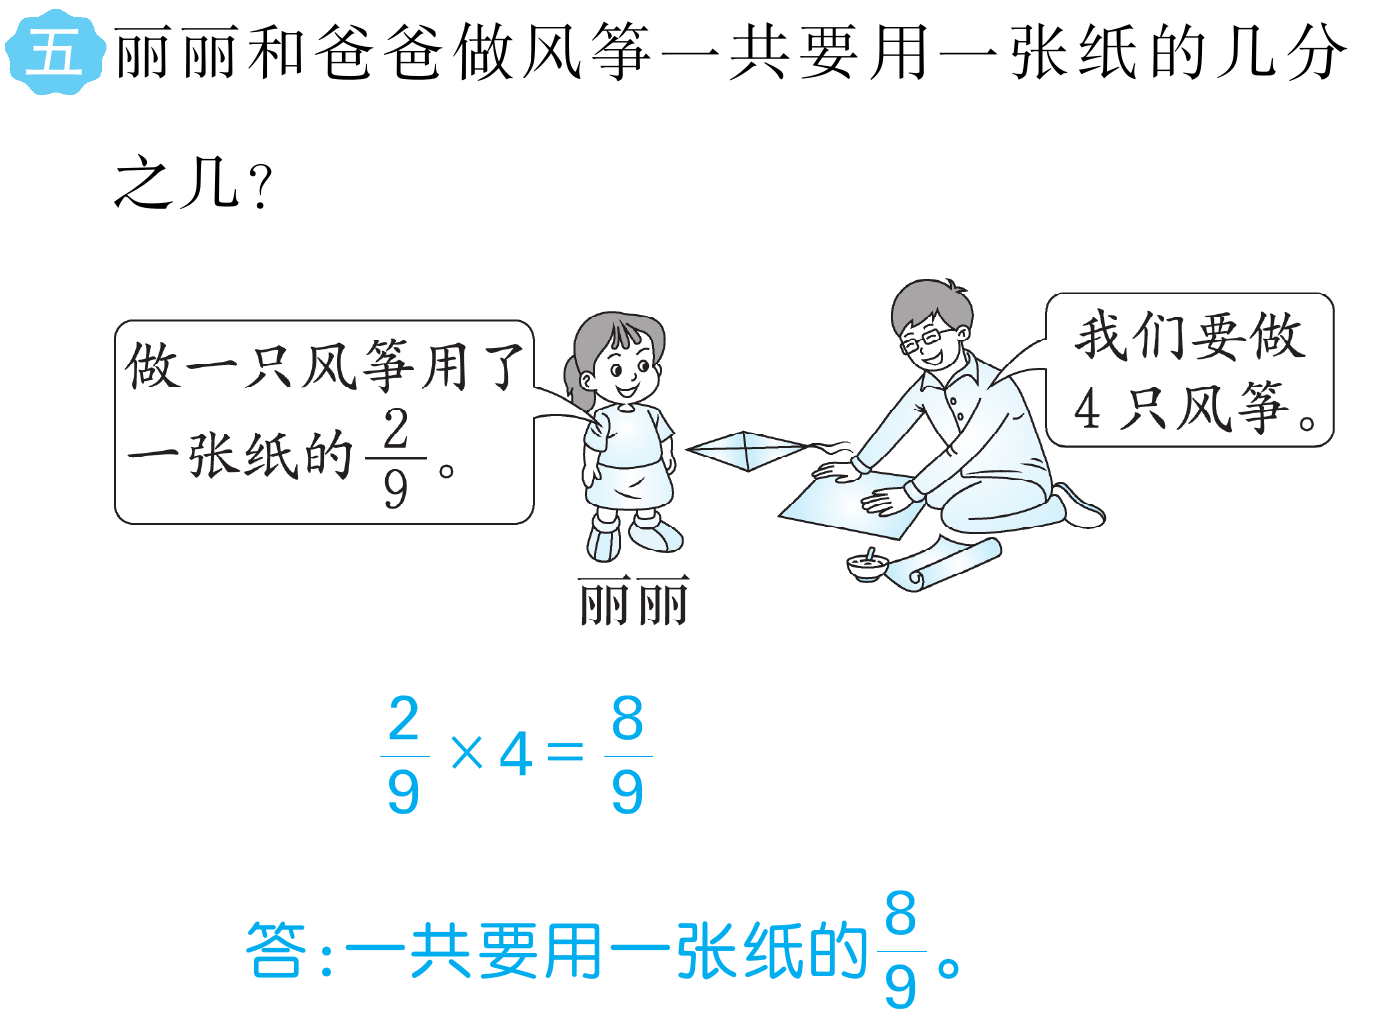 五 丽丽和爸爸做风筝一共要用一张纸的几分
之几?
做一只风筝用了
一张纸的 2/9 。
我们要做
4 只风筝。
丽丽
2/9 × 4 = 8/9
答:一共要用一张纸的 8/9 。